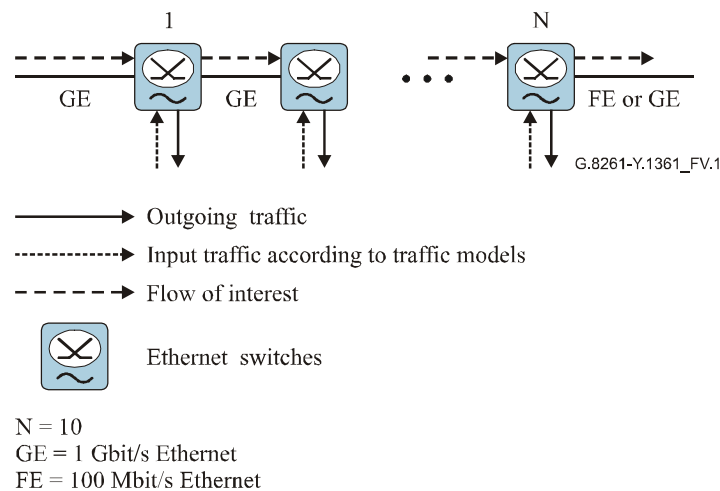 1
N
GE
GE
FE or GE
G.8261-Y.1361_FV.1
Outgoing traffic
Input traffic according to traffic models
Flow of interest
Ethernet switches
N = 10
GE = 1 Gbit/s Ethernet
FE = 100 Mbit/s Ethernet